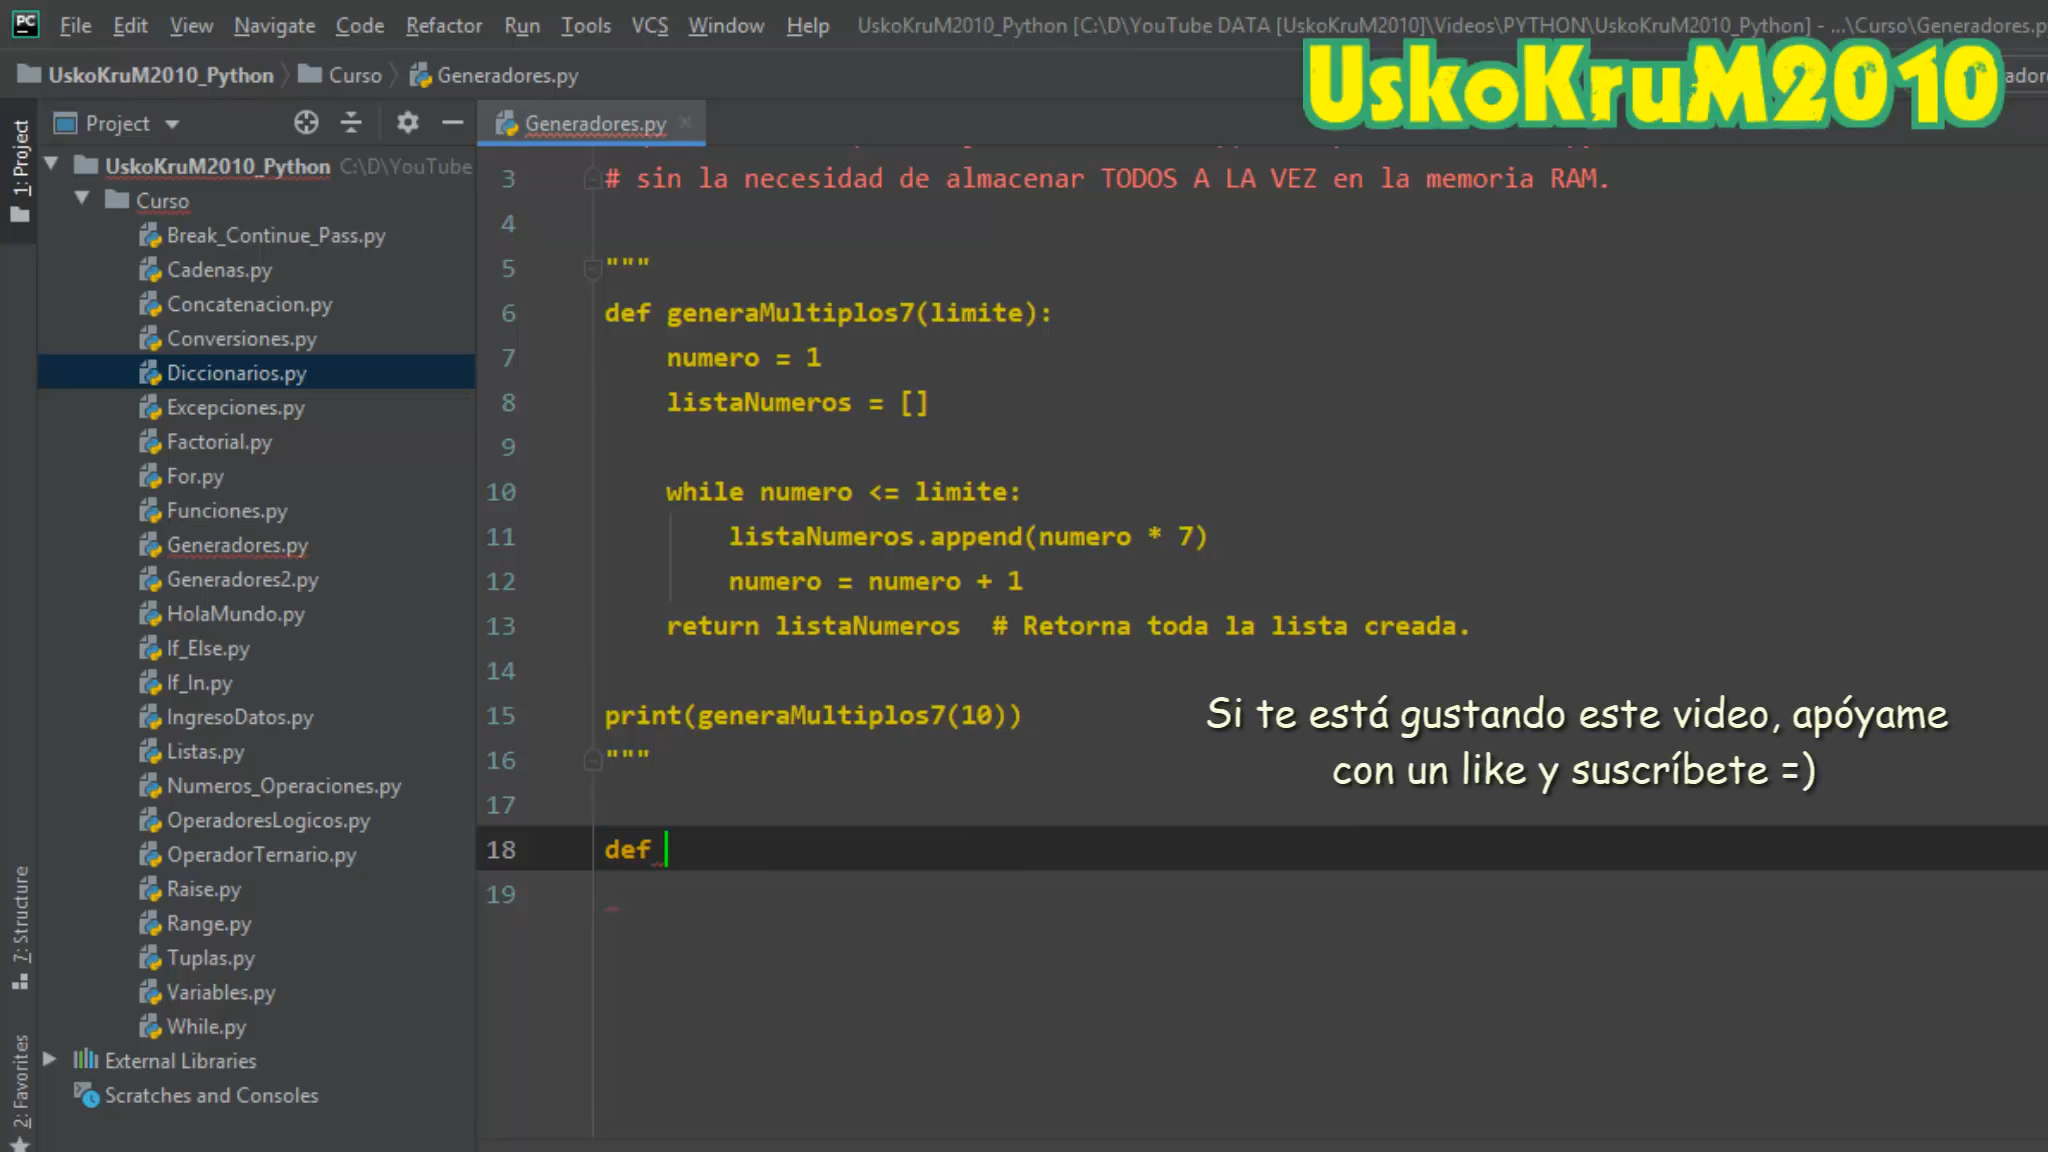 File Edit View Navigate Code Refactor Run Tools VCS Window Help UskoKruM2010_Python [C:\D\YouTube DATA [UskoKruM2010]\Videos\PYTHON\UskoKruM2010_Python] - ...\Curso\Generadores.p
UskoKruM2010_Python Curso Generadores.py
UskoKruM2010
Project
Generadores.py
1: Project
UskoKruM2010_Python C:\D\YouTube
Curso
Break_Continue_Pass.py
Cadenas.py
Concatenacion.py
Conversiones.py
Diccionarios.py
Excepciones.py
Factorial.py
For.py
Funciones.py
Generadores.py
Generadores2.py
HolaMundo.py
If_Else.py
If_In.py
IngresoDatos.py
Listas.py
Numeros_Operaciones.py
OperadoresLogicos.py
OperadorTernario.py
Raise.py
Range.py
Tuplas.py
Variables.py
While.py
External Libraries
Scratches and Consoles
7: Structure
2: Favorites
3 # sin la necesidad de almacenar TODOS A LA VEZ en la memoria RAM.
4
5 """
6 def generaMultiplos7(limite):
7 numero = 1
8 listaNumeros = []
9
10 while numero <= limite:
11 listaNumeros.append(numero * 7)
12 numero = numero + 1
13 return listaNumeros # Retorna toda la lista creada.
14
15 print(generaMultiplos7(10))
16 """
17
18 def
19
Si te está gustando este video, apóyame
con un like y suscríbete =)